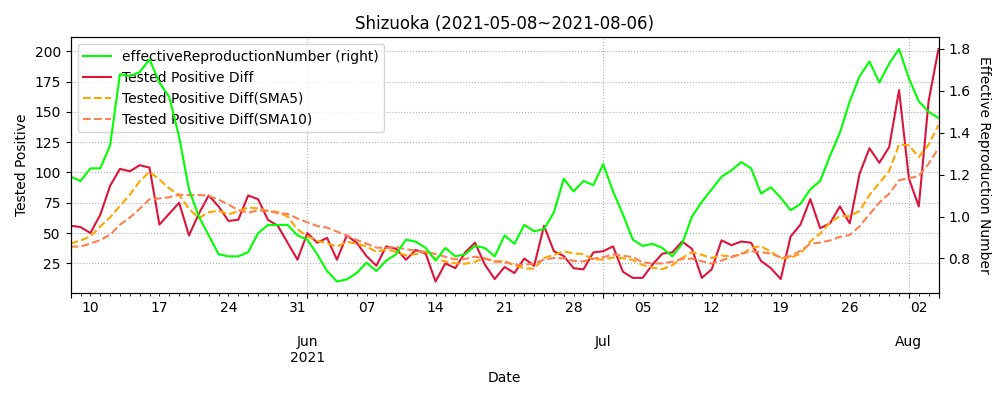 Shizuoka (2021-05-08~2021-08-06)
effectiveReproductionNumber (right)
Tested Positive Diff
Tested Positive Diff(SMA5)
Tested Positive Diff(SMA10)
Tested Positive
200
175
150
125
100
75
50
25
1.8
1.6
1.4
1.2
1.0
0.8
Effective Reproduction Number
10 17 24 31 07 14 21 28 05 12 19 26 02
Jun Jul Aug
2021
Date